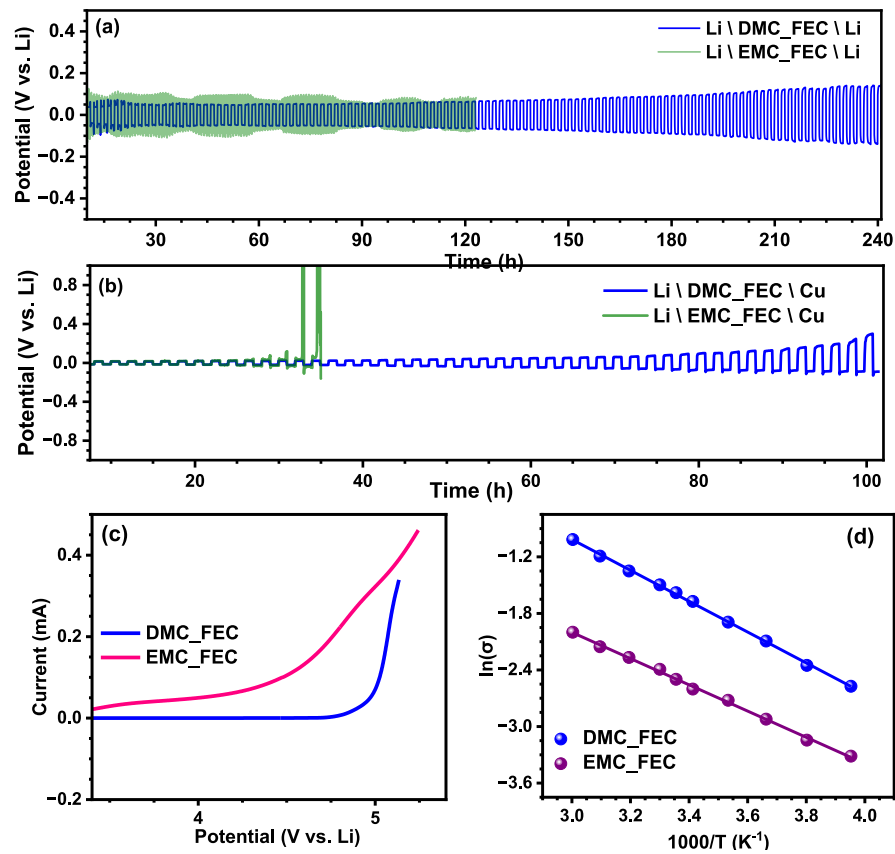 (a)
Li \ DMC_FEC \ Li
Li \ EMC_FEC \ Li
Potential (V vs. Li)
0.4
0.2
0.0
−0.2
−0.4
30 60 90 120 150 180 210 240
Time (h)
(b)
Li \ DMC_FEC \ Cu
Li \ EMC_FEC \ Cu
Potential (V vs. Li)
0.8
0.4
0.0
−0.4
−0.8
20 40 60 80 100
Time (h)
(c)
DMC_FEC
EMC_FEC
Current (mA)
0.4
0.2
0.0
−0.2
4 5
Potential (V vs. Li)
(d)
ln(σ)
−1.2
−1.8
−2.4
−3.0
−3.6
DMC_FEC
EMC_FEC
3.0 3.2 3.4 3.6 3.8 4.0
1000/T (K⁻¹)